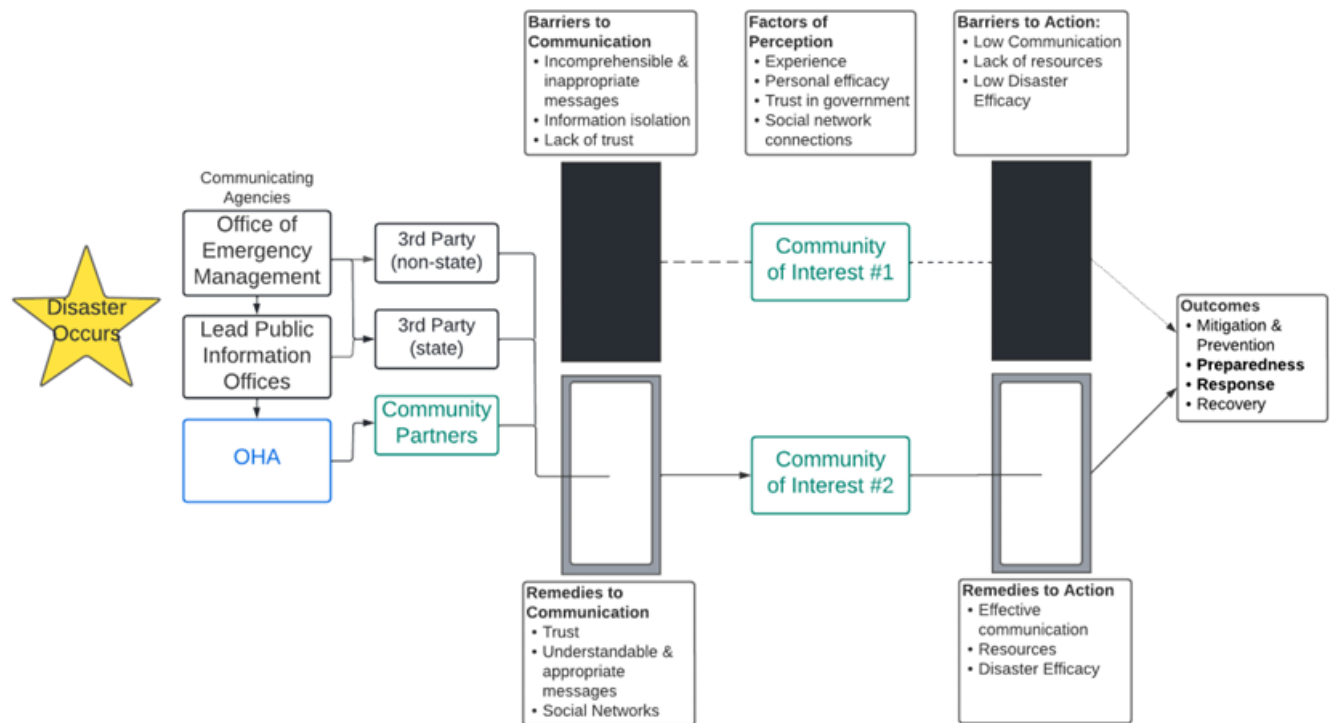 Barriers to
Communication
• Incomprehensible &
inappropriate
messages
• Information isolation
• Lack of trust
Factors of
Perception
• Experience
• Personal efficacy
• Trust in government
• Social network
connections
Barriers to Action:
• Low Communication
• Lack of resources
• Low Disaster
Efficacy
Communicating
Agencies
Office of
Emergency
Management
3rd Party
(non-state)
Community
of Interest #1
Disaster
Occurs
Lead Public
Information
Offices
3rd Party
(state)
Outcomes
• Mitigation &
Prevention
• Preparedness
• Response
• Recovery
OHA
Community
Partners
Community
of Interest #2
Remedies to
Communication
• Trust
• Understandable &
appropriate
messages
• Social Networks
Remedies to Action
• Effective
communication
• Resources
• Disaster Efficacy